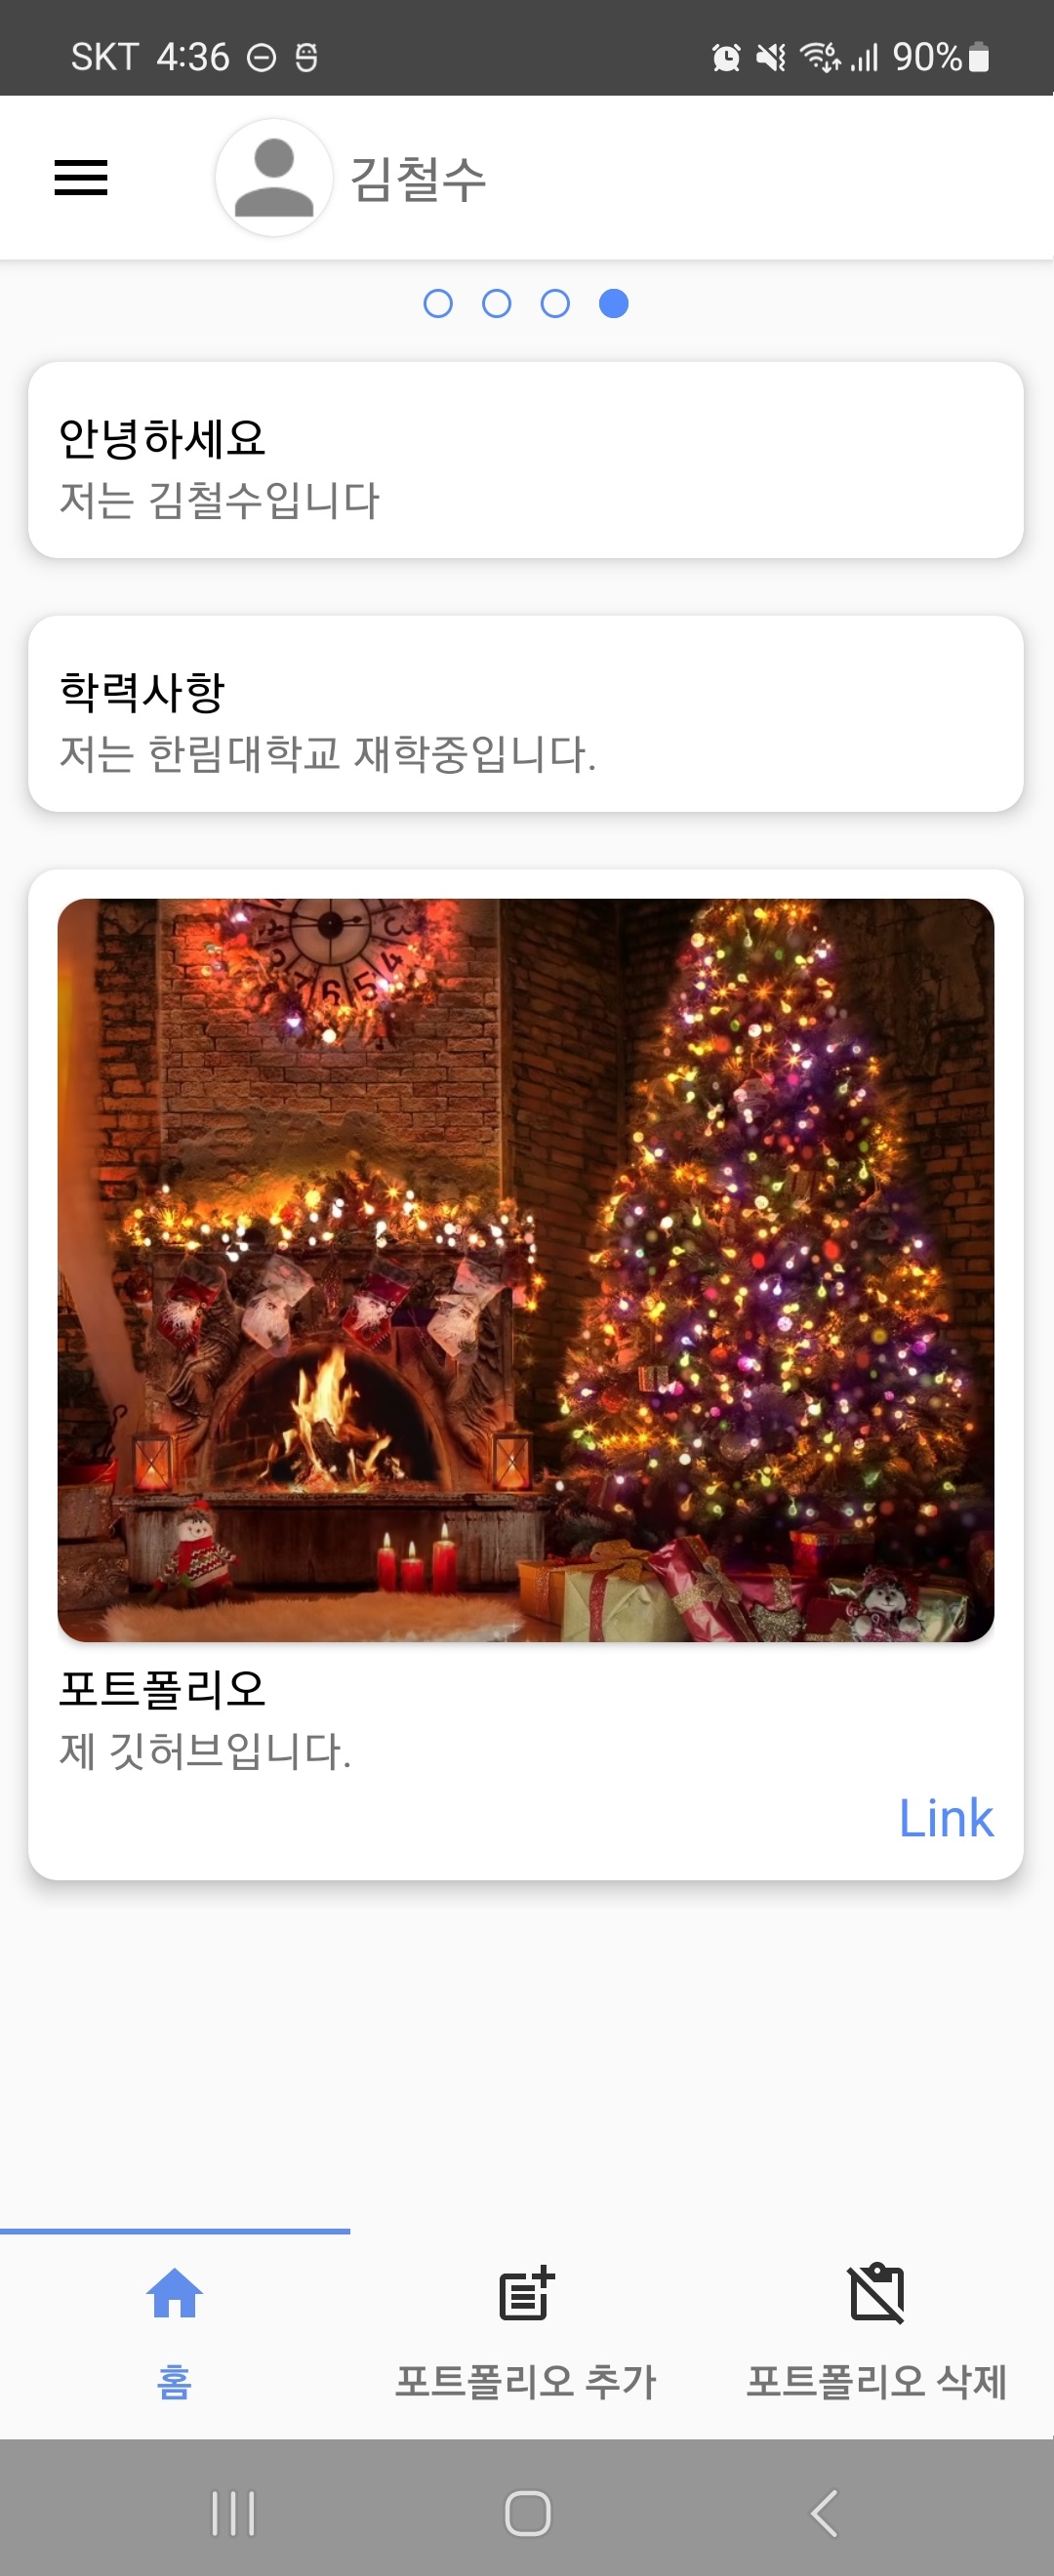 SKT 4:36 90%
김철수
안녕하세요
저는 김철수입니다
학력사항
저는 한림대학교 재학중입니다.
포트폴리오
제 깃허브입니다.
Link
홈 포트폴리오 추가 포트폴리오 삭제